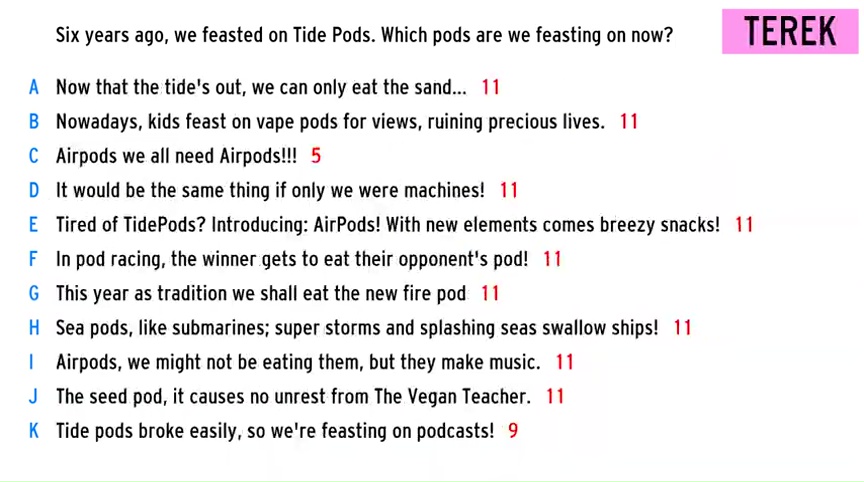 Six years ago, we feasted on Tide Pods. Which pods are we feasting on now?
TEREK
A Now that the tide's out, we can only eat the sand... 11
B Nowadays, kids feast on vape pods for views, ruining precious lives. 11
C Airpods we all need Airpods!!! 5
D It would be the same thing if only we were machines! 11
E Tired of TidePods? Introducing: AirPods! With new elements comes breezy snacks! 11
F In pod racing, the winner gets to eat their opponent's pod! 11
G This year as tradition we shall eat the new fire pod 11
H Sea pods, like submarines; super storms and splashing seas swallow ships! 11
I Airpods, we might not be eating them, but they make music. 11
J The seed pod, it causes no unrest from The Vegan Teacher. 11
K Tide pods broke easily, so we're feasting on podcasts! 9